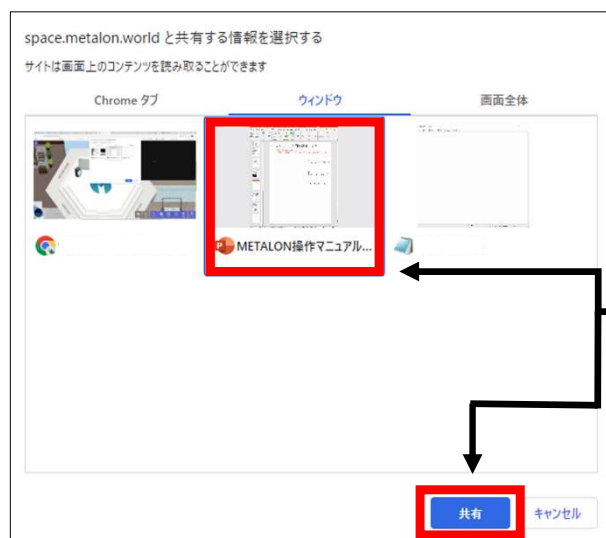 space.metalon.world と共有する情報を選択する
サイトは画面上のコンテンツを読み取ることができます
Chrome タブ
ウィンドウ
画面全体
METALON操作マニュアル...
共有
キャンセル